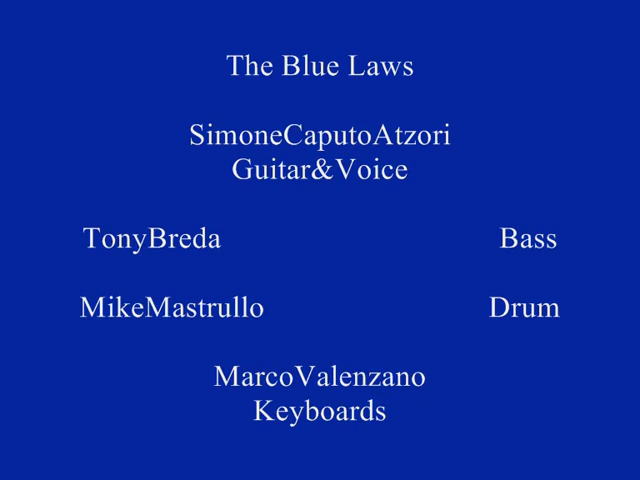 The Blue Laws
SimoneCaputoAtzori
Guitar&Voice
TonyBreda Bass
MikeMastrullo Drum
MarcoValenzano
Keyboards